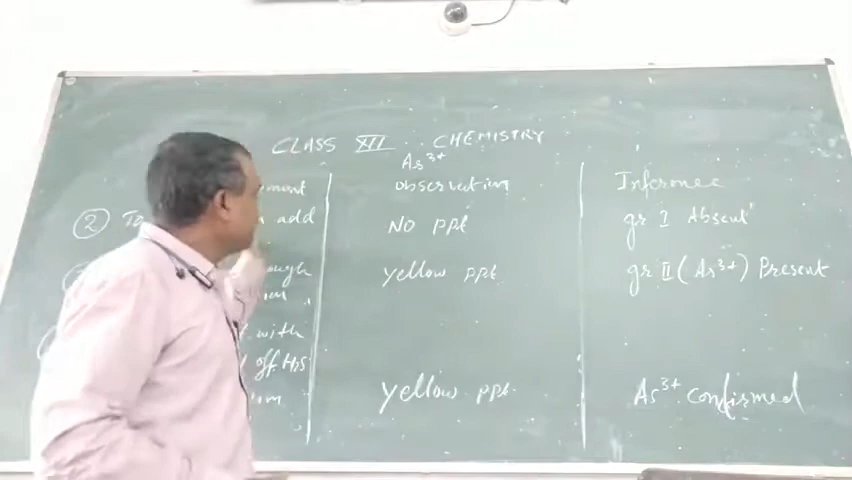 CLASS XII CHEMISTRY
As3+
observation Inference
② To add
No ppt gr I Absent
yellow ppt gr II (As3+) Present
with
off H2S
yellow ppt. As3+ confirmed